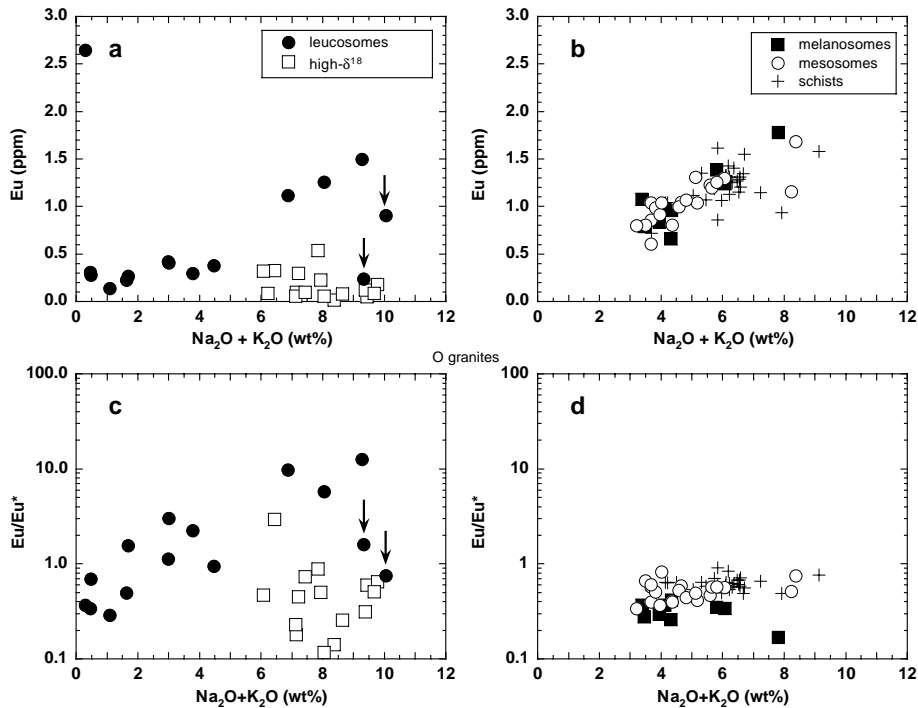 a
leucosomes
high-δ¹⁸
3.0
2.5
2.0
1.5
1.0
0.5
0.0
Eu (ppm)
0 2 4 6 8 10 12
Na₂O + K₂O (wt%)
b
melanosomes
mesosomes
schists
3.0
2.5
2.0
1.5
1.0
0.5
0.0
Eu (ppm)
0 2 4 6 8 10 12
Na₂O + K₂O (wt%)
O granites
c
100.0
10.0
1.0
0.1
Eu/Eu*
0 2 4 6 8 10 12
Na₂O+K₂O (wt%)
d
100
10
1.0
0.1
Eu/Eu*
0 2 4 6 8 10 12
Na₂O+K₂O (wt%)